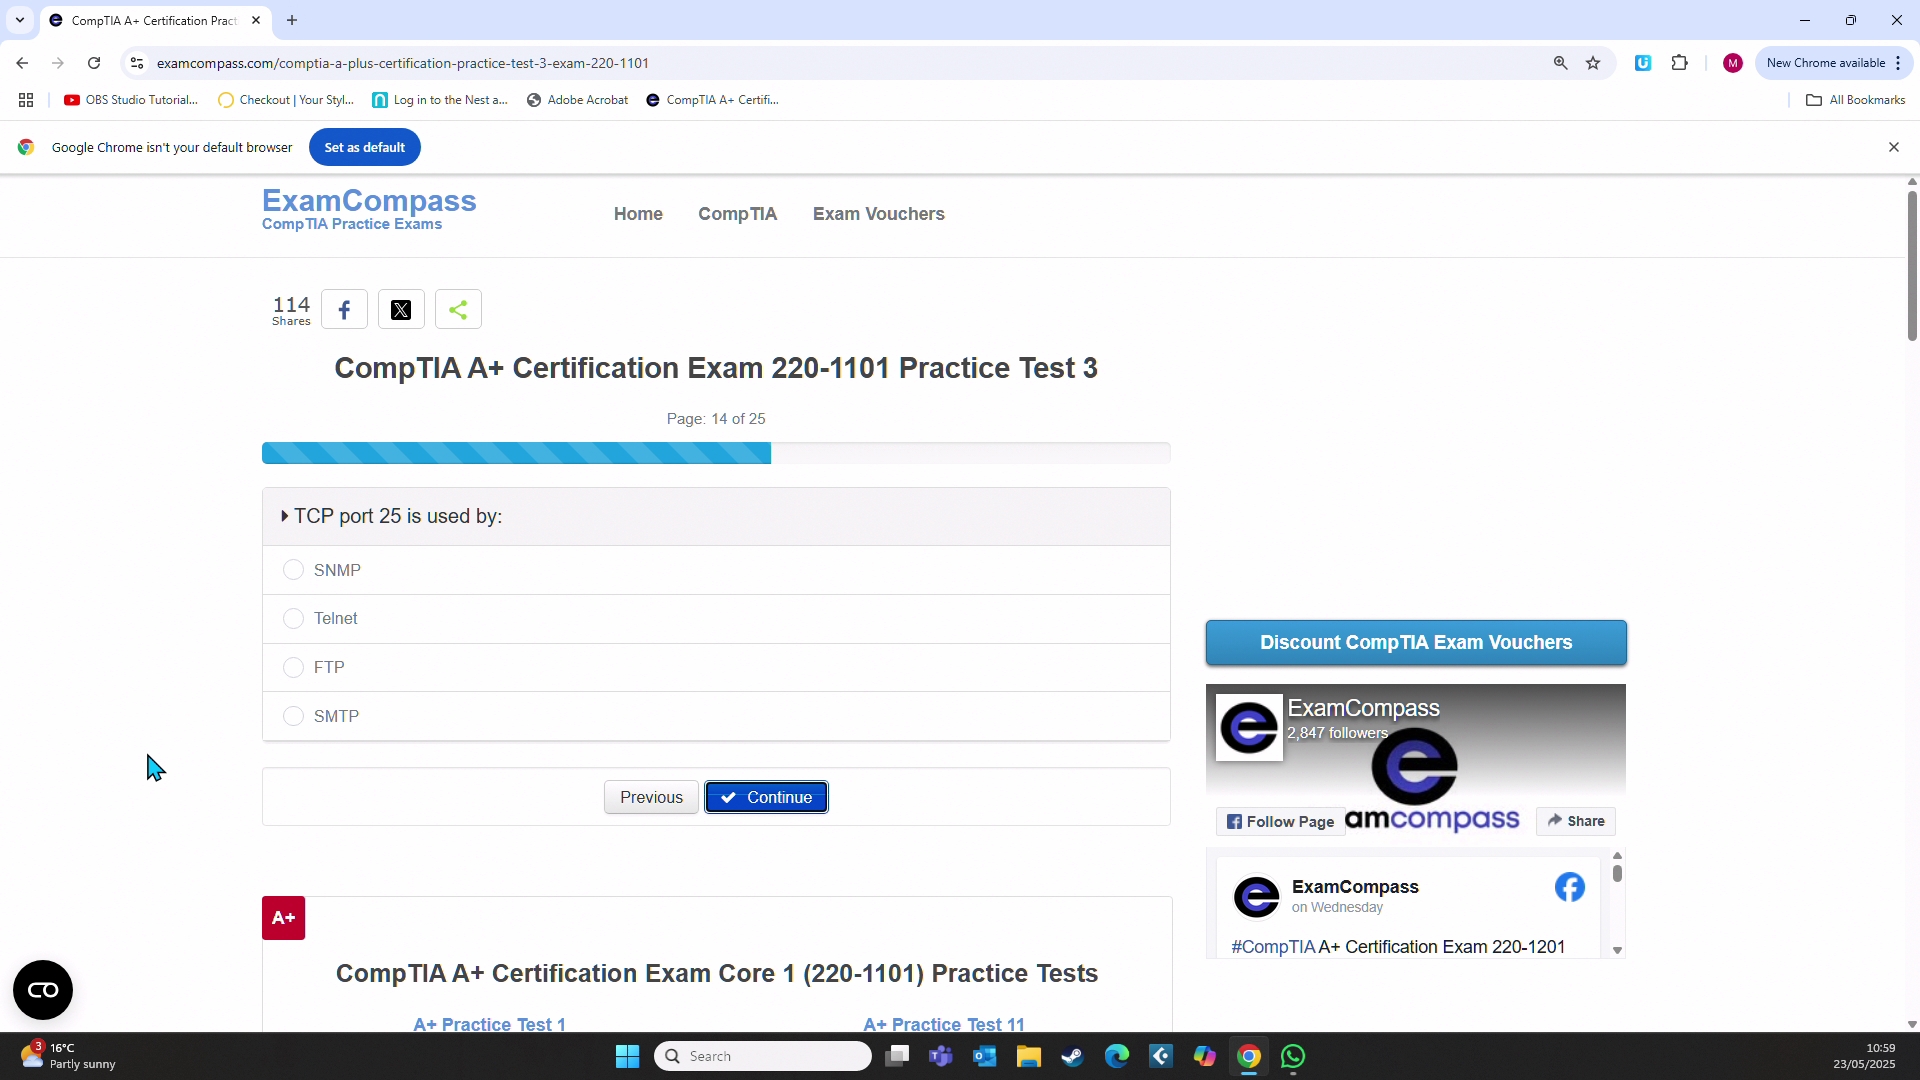 CompTIA A+ Certification Pract
examcompass.com/comptia-a-plus-certification-practice-test-3-exam-220-1101
M
New Chrome available
OBS Studio Tutorial...
Checkout | Your Styl...
Log in to the Nest a...
Adobe Acrobat
CompTIA A+ Certifi...
All Bookmarks
Google Chrome isn't your default browser
Set as default
ExamCompass
CompTIA Practice Exams
Home
CompTIA
Exam Vouchers
114
Shares
CompTIA A+ Certification Exam 220-1101 Practice Test 3
Page: 14 of 25
TCP port 25 is used by:
SNMP
Telnet
FTP
SMTP
Previous
Continue
Discount CompTIA Exam Vouchers
ExamCompass
2,847 followers
Follow Page
amcompass
Share
ExamCompass
on Wednesday
#CompTIA A+ Certification Exam 220-1201
A+
CompTIA A+ Certification Exam Core 1 (220-1101) Practice Tests
A+ Practice Test 1
A+ Practice Test 11
3
16°C
Partly sunny
Search
10:59
23/05/2025